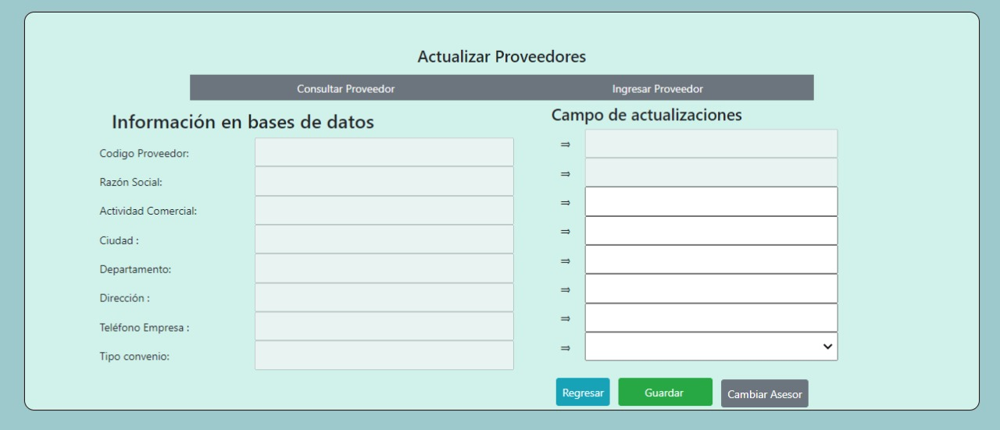 Actualizar Proveedores
Consultar Proveedor Ingresar Proveedor
Información en bases de datos
Campo de actualizaciones
Codigo Proveedor: ⇒
Razón Social: ⇒
Actividad Comercial: ⇒
Ciudad : ⇒
Departamento: ⇒
Dirección : ⇒
Teléfono Empresa : ⇒
Tipo convenio: ⇒
Regresar Guardar Cambiar Asesor